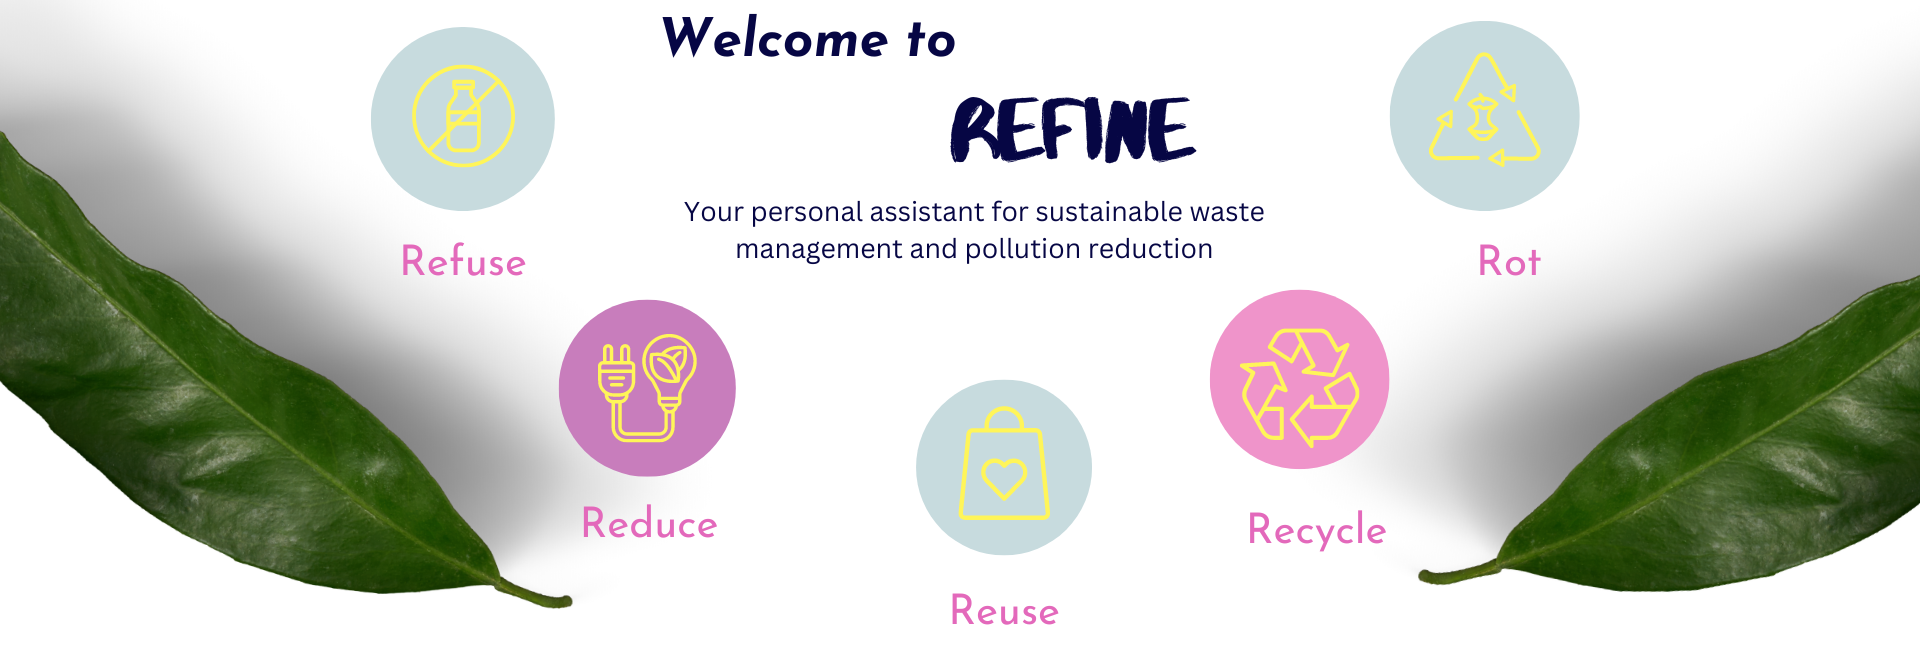 Welcome to
REFINE
Your personal assistant for sustainable waste
management and pollution reduction
Refuse
Reduce
Reuse
Recycle
Rot